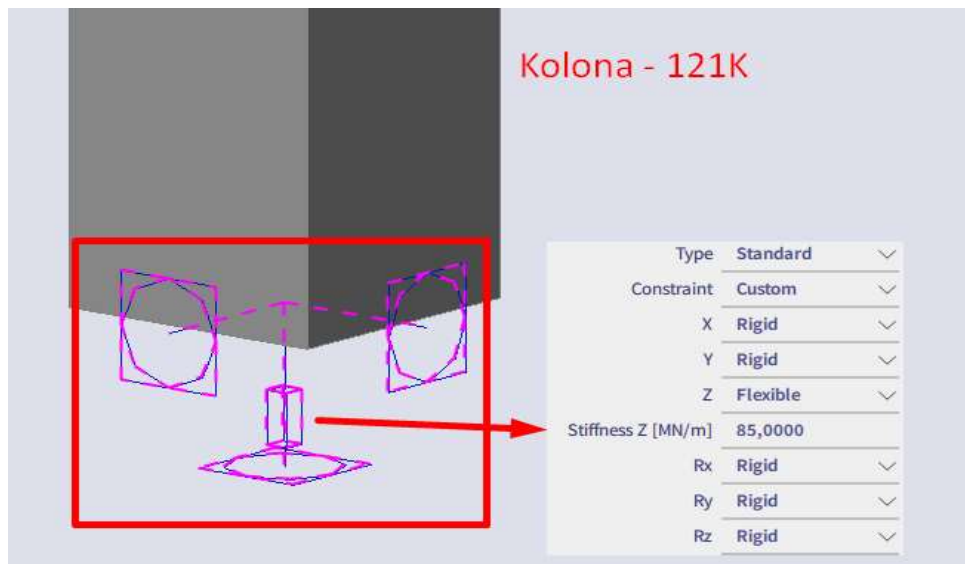 Kolona - 121K
Type Standard
Constraint Custom
X Rigid
Y Rigid
Z Flexible
Stiffness Z [MN/m] 85,0000
Rx Rigid
Ry Rigid
Rz Rigid